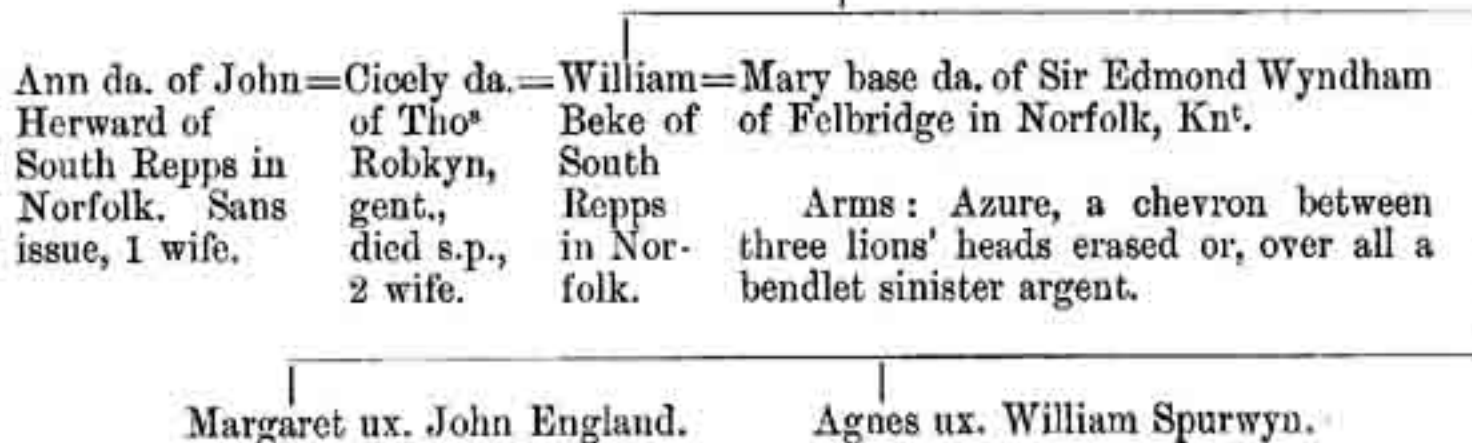 Ann da. of John=Cicely da.=William=Mary base da. of Sir Edmond Wyndham
Herward of
South Repps in
Norfolk. Sans
issue, 1 wife.
of Thoˢ
Robkyn,
gent.,
died s.p.,
2 wife.
Beke of
South
Repps
in Nor-
folk.
of Felbridge in Norfolk, Knᵗ.
Arms : Azure, a chevron between
three lions' heads erased or, over all a
bendlet sinister argent.
Margaret ux. John England.
Agnes ux. William Spurwyn.